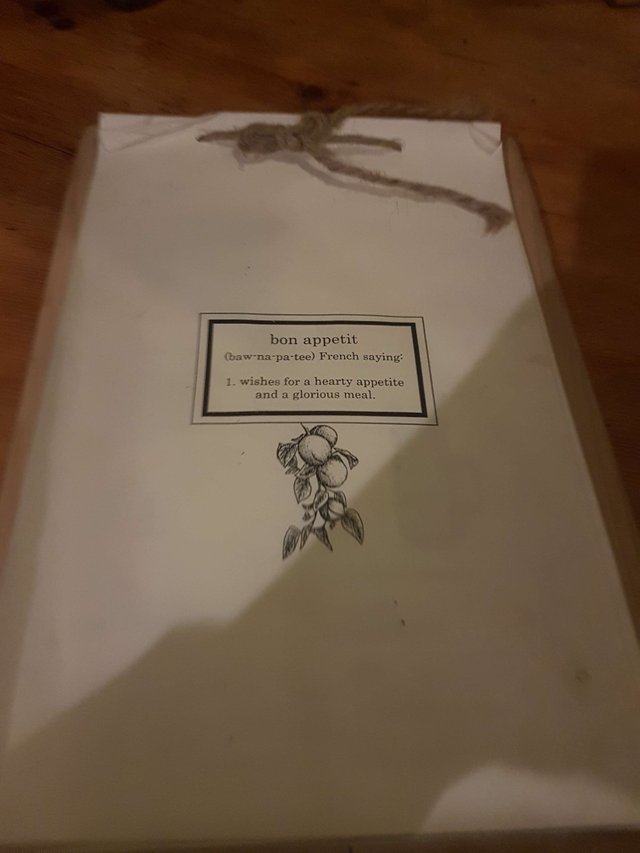 bon appetit
(baw-na-pa-tee) French saying:
1. wishes for a hearty appetite
and a glorious meal.